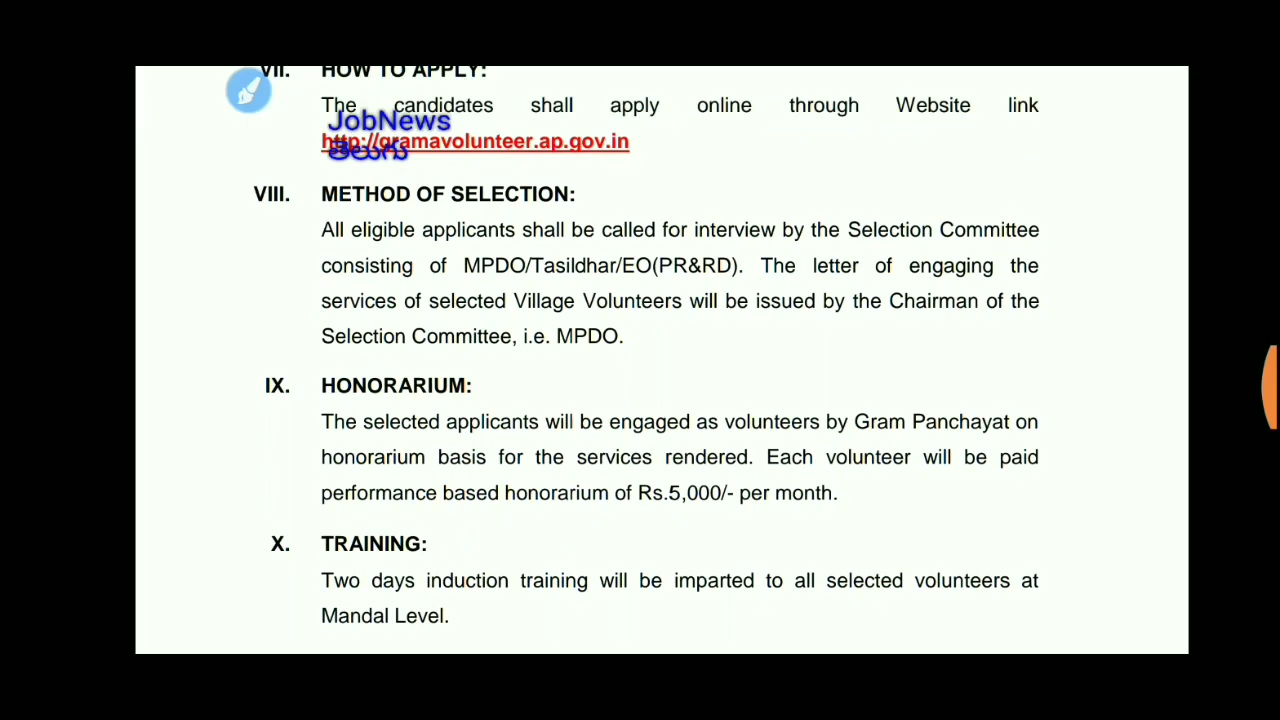 VII. HOW TO APPLY:
The candidates shall apply online through Website link
JobNews
http://gramavolunteer.ap.gov.in
తెలుగు
VIII. METHOD OF SELECTION:
All eligible applicants shall be called for interview by the Selection Committee
consisting of MPDO/Tasildhar/EO(PR&RD). The letter of engaging the
services of selected Village Volunteers will be issued by the Chairman of the
Selection Committee, i.e. MPDO.
IX. HONORARIUM:
The selected applicants will be engaged as volunteers by Gram Panchayat on
honorarium basis for the services rendered. Each volunteer will be paid
performance based honorarium of Rs.5,000/- per month.
X. TRAINING:
Two days induction training will be imparted to all selected volunteers at
Mandal Level.